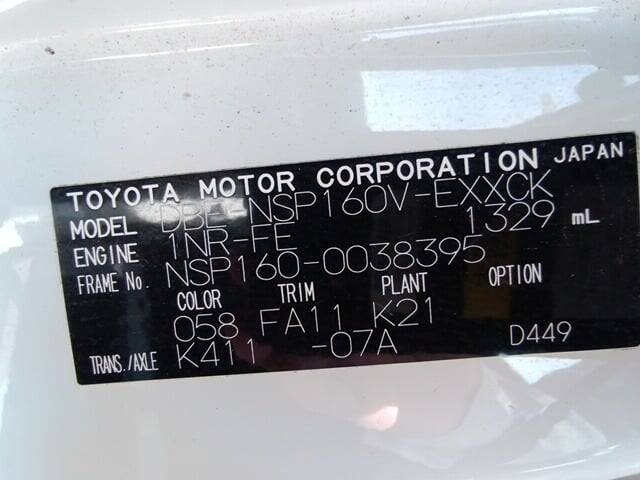 TOYOTA MOTOR CORPORATION JAPAN
MODEL DBE-NSP160V-EXXCK
ENGINE 1NR-FE 1329 mL
FRAME No. NSP160-0038395
COLOR TRIM PLANT OPTION
058 FA11 K21
TRANS./AXLE K411 -07A D449